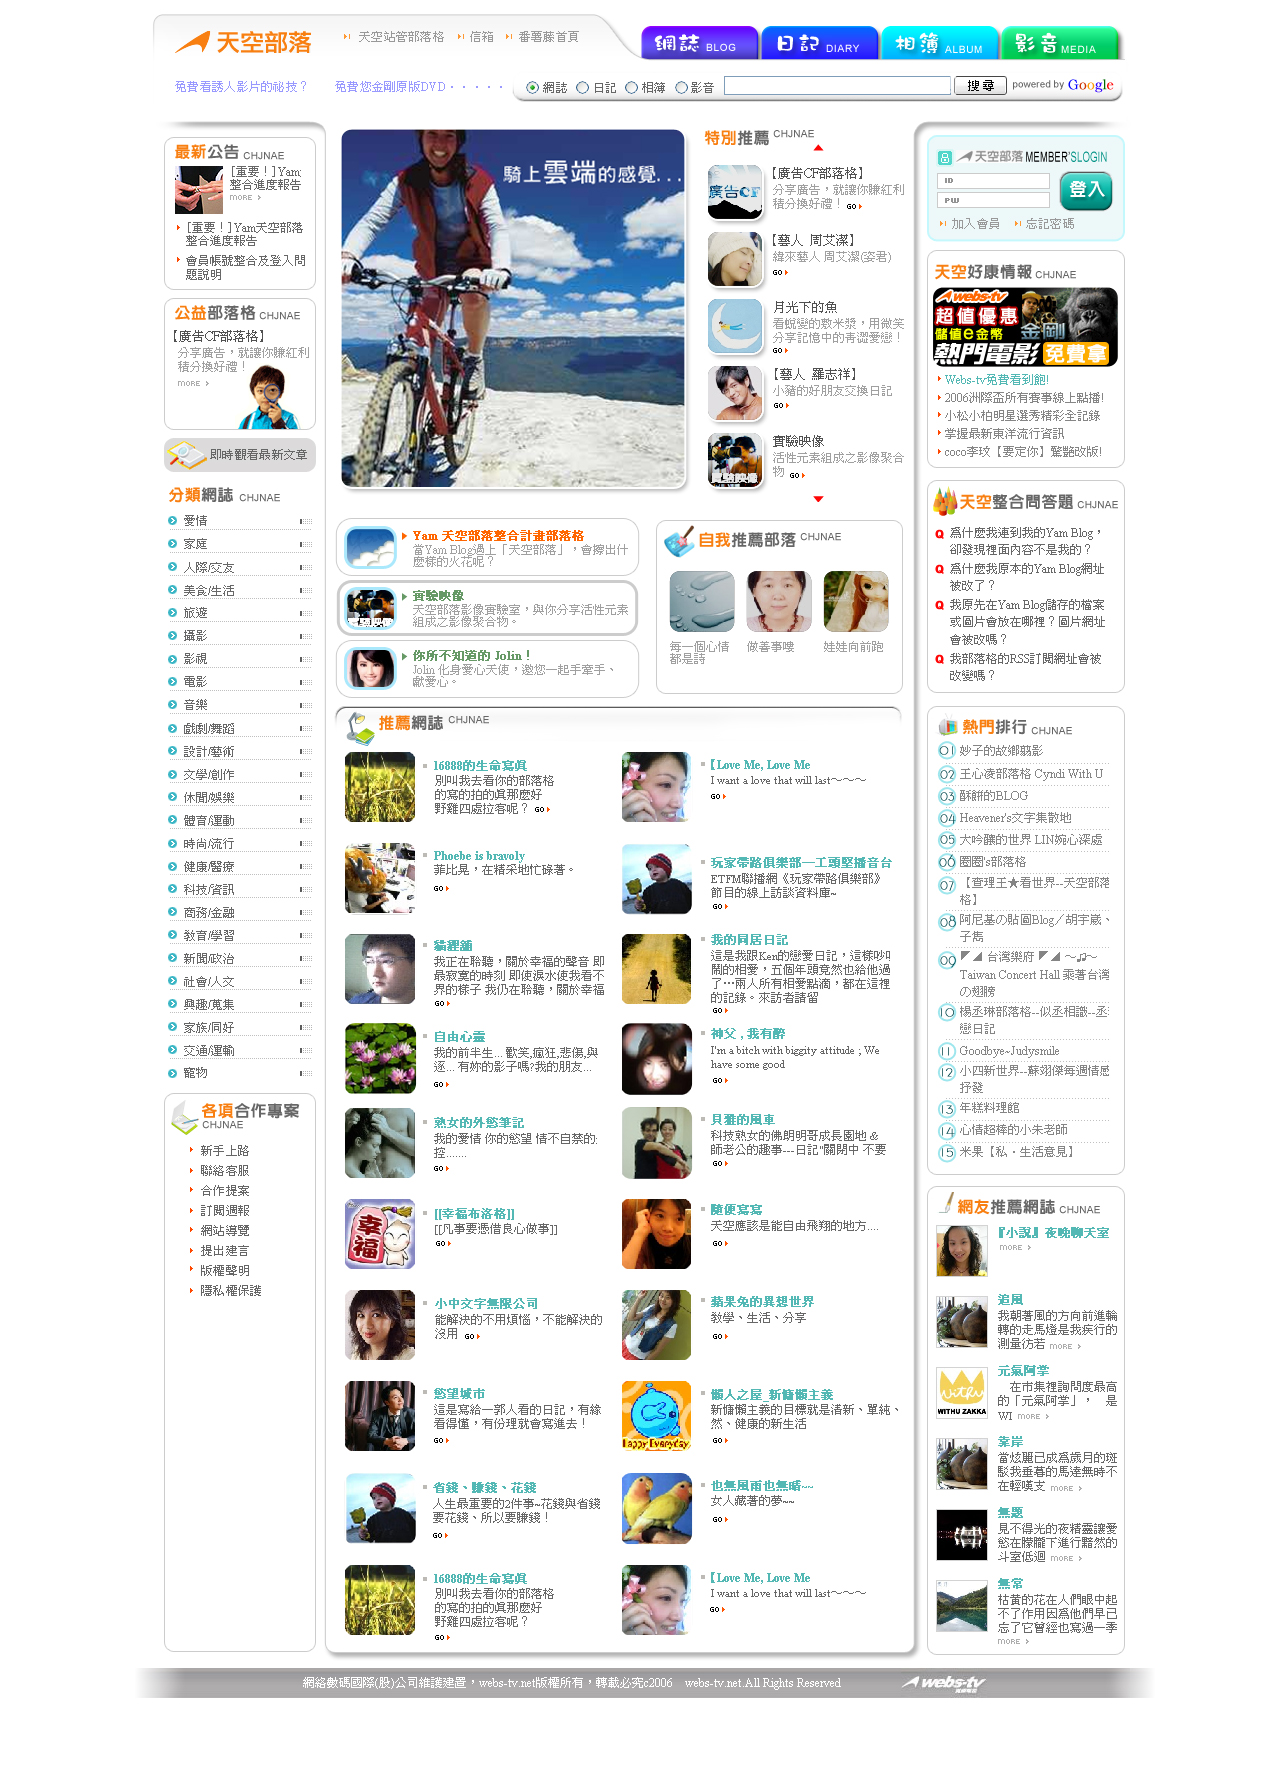 天空部落
天空站管部落格
信箱
番薯藤首頁
網誌 BLOG
日記 DIARY
相簿 ALBUM
影音 MEDIA
免費看誘人影片的祕技？
免費您金剛原版DVD‧‧‧‧‧
網誌
日記
相簿
影音
搜尋
powered by Google
最新公告 CHJNAE
[重要！]Yam
整合進度報告
MORE
[重要！]Yam天空部落
整合進度報告
會員帳號整合及登入問
題說明
公益部落格 CHJNAE
【廣告CF部落格】
分享廣告，就讓你賺紅利
積分換好禮！
MORE
即時觀看最新文章
分類網誌 CHJNAE
愛情
家庭
人際/交友
美食/生活
旅遊
攝影
影視
電影
音樂
戲劇/舞蹈
設計/藝術
文學/創作
休閒/娛樂
體育/運動
時尚/流行
健康/醫療
科技/資訊
商務/金融
教育/學習
新聞/政治
社會/人文
興趣/蒐集
家族/同好
交通/運輸
寵物
各項合作專案
CHJNAE
新手上路
聯絡客服
合作提案
訂閱週報
網站導覽
提出建言
版權聲明
隱私權保護
騎上雲端的感覺...
特別推薦 CHJNAE
廣告CF
【廣告CF部落格】
分享廣告，就讓你賺紅利
積分換好禮！ GO
【藝人 周艾潔】
緯來藝人 周艾潔(姿君)
GO
月光下的魚
看蛻變的敷米漿，用微笑
分享記憶中的青澀愛戀！
GO
【藝人 羅志祥】
小豬的好朋友交換日記
GO
實驗映像
實驗映像
活性元素組成之影像聚合
物 GO
Yam 天空部落整合計畫部落格
當Yam Blog遇上「天空部落」，會擦出什
麼樣的火花呢？
實驗映像
實驗映像
天空部落影像實驗室，與你分享活性元素
組成之影像聚合物。
你所不知道的 Jolin！
Jolin 化身愛心天使，邀您一起手牽手、
獻愛心。
自我推薦部落 CHJNAE
每一個心情
都是詩
做善事嘍
娃娃向前跑
推薦網誌 CHJNAE
16888的生命寫真
別叫我去看你的部落格
的寫的拍的真那麼好
野雞四處拉客呢？ GO
【Love Me, Love Me
I want a love that will last～～～
GO
Phoebe is bravoly
菲比晃，在精采地忙碌著。
GO
玩家帶路俱樂部—工頭堅播音台
ETFM聯播網《玩家帶路俱樂部》
節目的線上訪談資料庫~
GO
貓狸舖
我正在聆聽，關於幸福的聲音 即
最寂寞的時刻 即使淚水使我看不
界的樣子 我仍在聆聽，關於幸福
GO
我的同居日記
這是我跟Ken的戀愛日記，這樣吵
鬧的相愛，五個年頭竟然也給他過
了…兩人所有相愛點滴，都在這裡
的記錄。來訪者請留
GO
自由心靈
我的前半生... 歡笑,瘋狂,悲傷,與
逐... 有妳的影子嗎?我的朋友...
GO
神父 , 我有醉
I'm a bitch with biggity attitude ; We
have some good
GO
熟女的外慾筆記
我的愛情 你的慾望 情不自禁的:
控.......
GO
貝雅的風車
科技熟女的佛朗明哥成長園地 &
師老公的趣事---日記"關閉中 不要
GO
幸福
[[幸福布洛格]]
[[凡事要憑借良心做事]]
GO
隨便寫寫
天空應該是能自由飛翔的地方....
GO
小中文字無限公司
能解決的不用煩惱，不能解決的
沒用 GO
蘋果兔的異想世界
教學、生活、分享
GO
慾望城市
這是寫給一郭人看的日記，有緣
看得懂，有份理就會寫進去！
GO
Happy Everyday
懶人之屋_新慵懶主義
新慵懶主義的目標就是清新、單純、
然、健康的新生活
GO
省錢、賺錢、花錢
人生最重要的2件事~花錢與省錢
要花錢、所以要賺錢！
GO
也無風雨也無晴~~
女人藏著的夢~~
GO
16888的生命寫真
別叫我去看你的部落格
的寫的拍的真那麼好
野雞四處拉客呢？
GO
【Love Me, Love Me
I want a love that will last～～～
GO
天空部落 MEMBER'S LOGIN
ID
PW
登入
加入會員
忘記密碼
天空好康情報 CHJNAE
webs-tv
超值優惠
儲值e金幣
金剛
熱門電影 免費拿
Webs-tv免費看到飽!
2006洲際盃所有賽事線上點播!
小松小柏明星選秀精彩全記錄
掌握最新東洋流行資訊
coco李玟【要定你】驚艷改版!
天空整合問答題 CHJNAE
Q 為什麼我連到我的Yam Blog，
卻發現裡面內容不是我的？
Q 為什麼我原本的Yam Blog網址
被改了？
Q 我原先在Yam Blog儲存的檔案
或圖片會放在哪裡？圖片網址
會被改嗎？
Q 我部落格的RSS訂閱網址會被
改變嗎？
熱門排行 CHJNAE
01 妙子的故鄉翦影
02 王心凌部落格 Cyndi With U
03 酥餅的BLOG
04 Heavener's文字集散地
05 大吟釀的世界 LIN婉心深處
06 圈圈's部落格
07 【查理王★看世界--天空部落
格】
08 阿尼基の貼圖Blog／胡宇崴、
子雋
09 ◤◢ 台灣樂府 ◤◢ ～♫～
Taiwan Concert Hall 乘著台灣
の翅膀
10 楊丞琳部落格--似丞相識--丞
戀日記
11 Goodbye~Judysmile
12 小四新世界--蘇翊傑每週情感
抒發
13 年糕料理館
14 心情超棒的小朱老師
15 米果【私‧生活意見】
網友推薦網誌 CHJNAE
『小說』夜晚聊天室
MORE
追風
我朝著風的方向前進輪
轉的走馬燈是我疾行的
測量彷若 MORE
withu
WITHU ZAKKA
元氣阿掌
在市集裡詢問度最高
的「元氣阿掌」， 是
WI MORE
靠岸
當炫麗已成為歲月的斑
駁我垂暮的馬達無時不
在輕嘆支 MORE
無題
見不得光的夜精靈讓愛
慾在朦朧下進行黯然的
斗室低迴 MORE
無常
枯黃的花在人們眼中起
不了作用因為他們早已
忘了它曾經也寫過一季
MORE
網絡數碼國際(股)公司維護建置，webs-tv.net版權所有，轉載必究c2006 webs-tv.net.All Rights Reserved
webs-tv